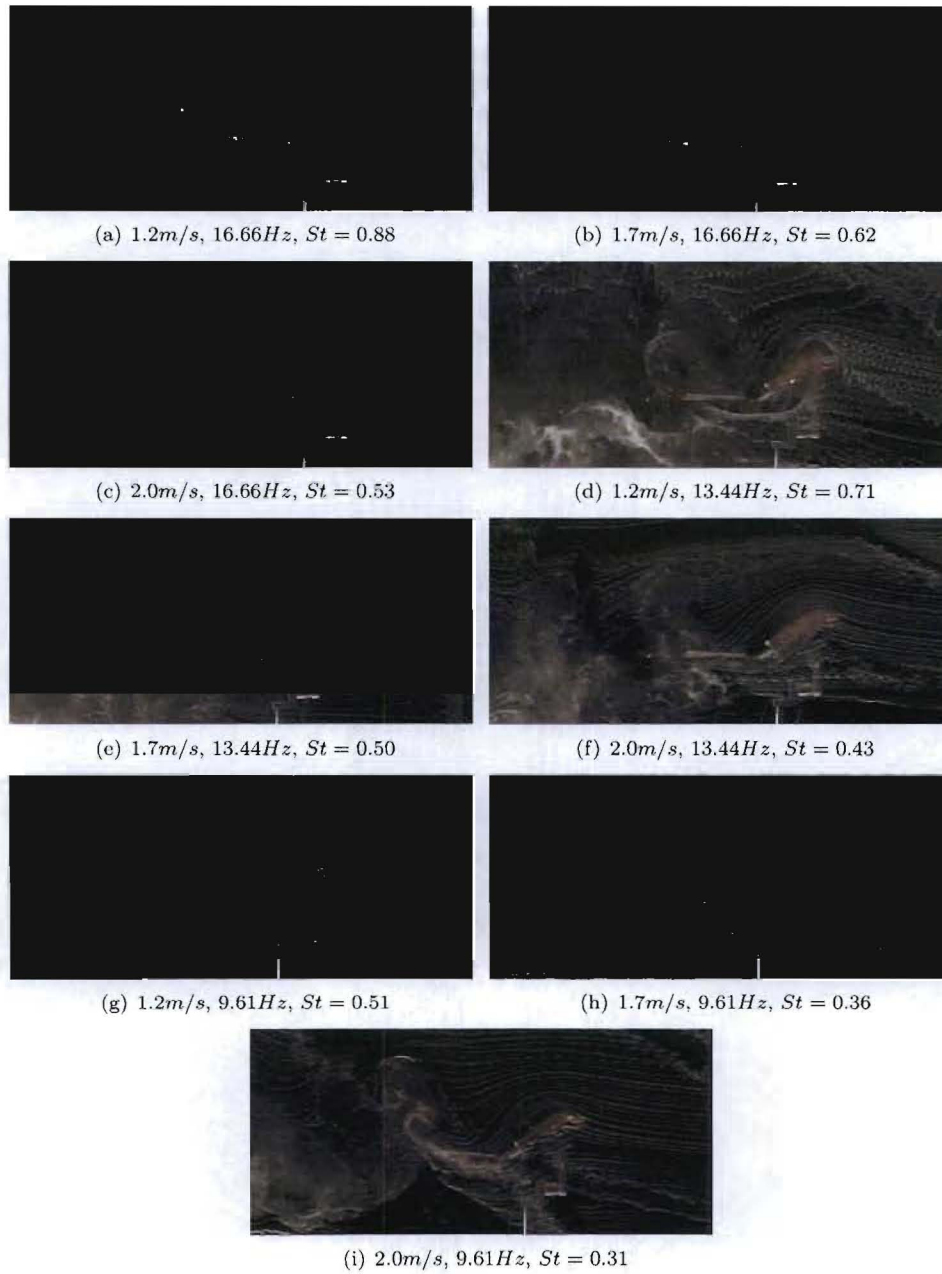 (a) 1.2m/s, 16.66Hz, St = 0.88
(b) 1.7m/s, 16.66Hz, St = 0.62
(c) 2.0m/s, 16.66Hz, St = 0.53
(d) 1.2m/s, 13.44Hz, St = 0.71
(e) 1.7m/s, 13.44Hz, St = 0.50
(f) 2.0m/s, 13.44Hz, St = 0.43
(g) 1.2m/s, 9.61Hz, St = 0.51
(h) 1.7m/s, 9.61Hz, St = 0.36
(i) 2.0m/s, 9.61Hz, St = 0.31